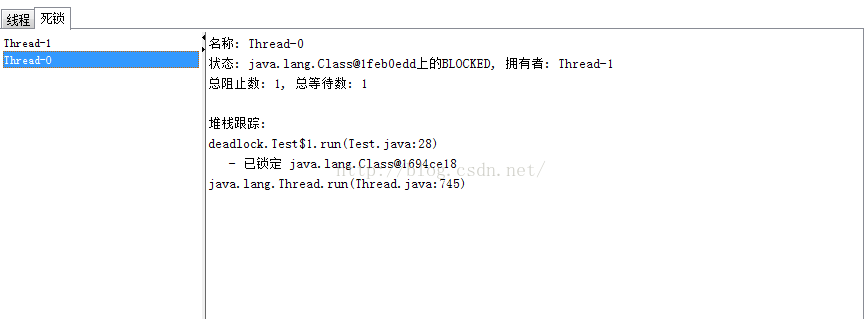 线程 死锁
Thread-1
Thread-0
名称: Thread-0
状态: java.lang.Class@1feb0edd上的BLOCKED, 拥有者: Thread-1
总阻止数: 1, 总等待数: 1
堆栈跟踪:
deadlock.Test$1.run(Test.java:28)
- 已锁定 java.lang.Class@1694ce18
http://blog.csdn.net/
java.lang.Thread.run(Thread.java:745)